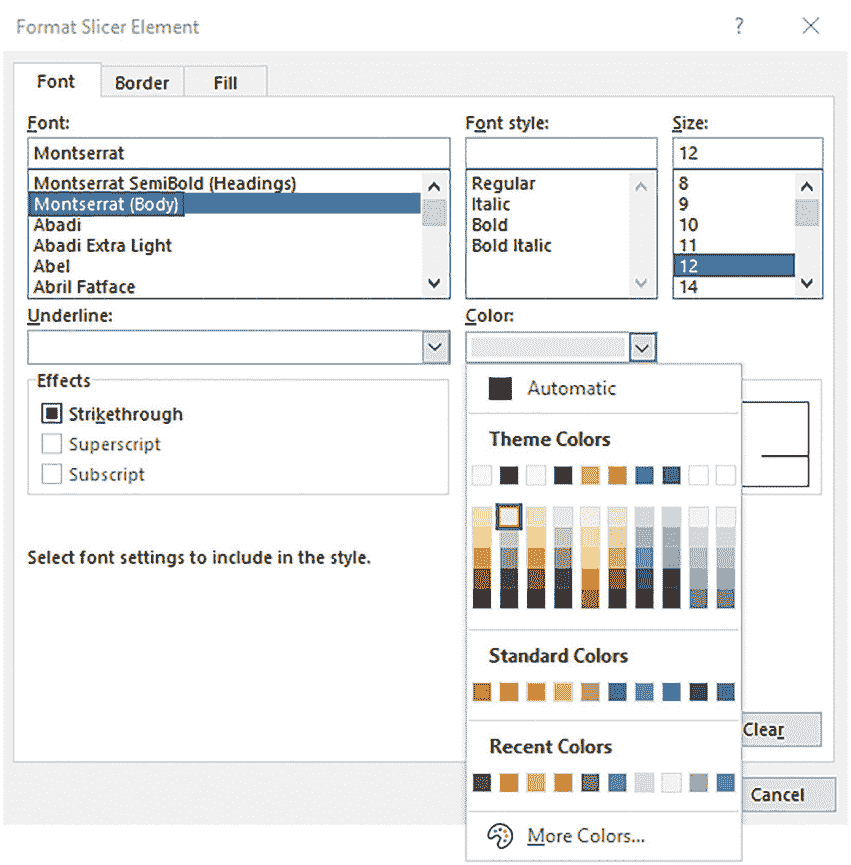 Format Slicer Element ?
Font Border Fill
Font: Font style: Size:
Montserrat 12
Montserrat SemiBold (Headings) Regular 8
Montserrat (Body) Italic 9
Abadi Bold 10
Abadi Extra Light Bold Italic 11
Abel 12
Abril Fatface 14
Underline: Color:
Effects
Automatic
Strikethrough
Theme Colors
Superscript
Subscript
Select font settings to include in the style.
Standard Colors
Clear
Recent Colors
Cancel
More Colors...